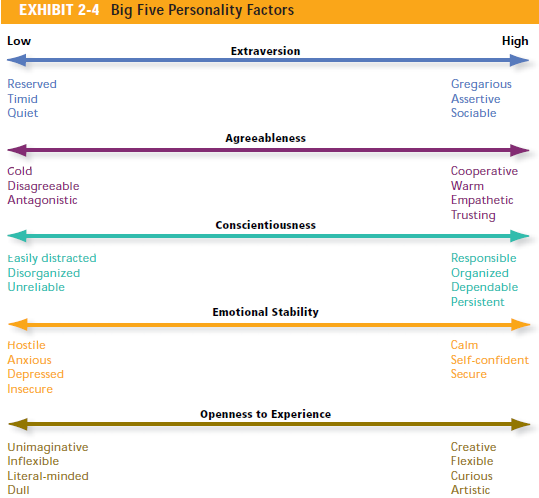 EXHIBIT 2-4 Big Five Personality Factors
Low High
Extraversion
Reserved Gregarious
Timid Assertive
Quiet Sociable
Agreeableness
Cold Cooperative
Disagreeable Warm
Antagonistic Empathetic
Trusting
Conscientiousness
Easily distracted Responsible
Disorganized Organized
Unreliable Dependable
Persistent
Emotional Stability
Hostile Calm
Anxious Self-confident
Depressed Secure
Insecure
Openness to Experience
Unimaginative Creative
Inflexible Flexible
Literal-minded Curious
Dull Artistic